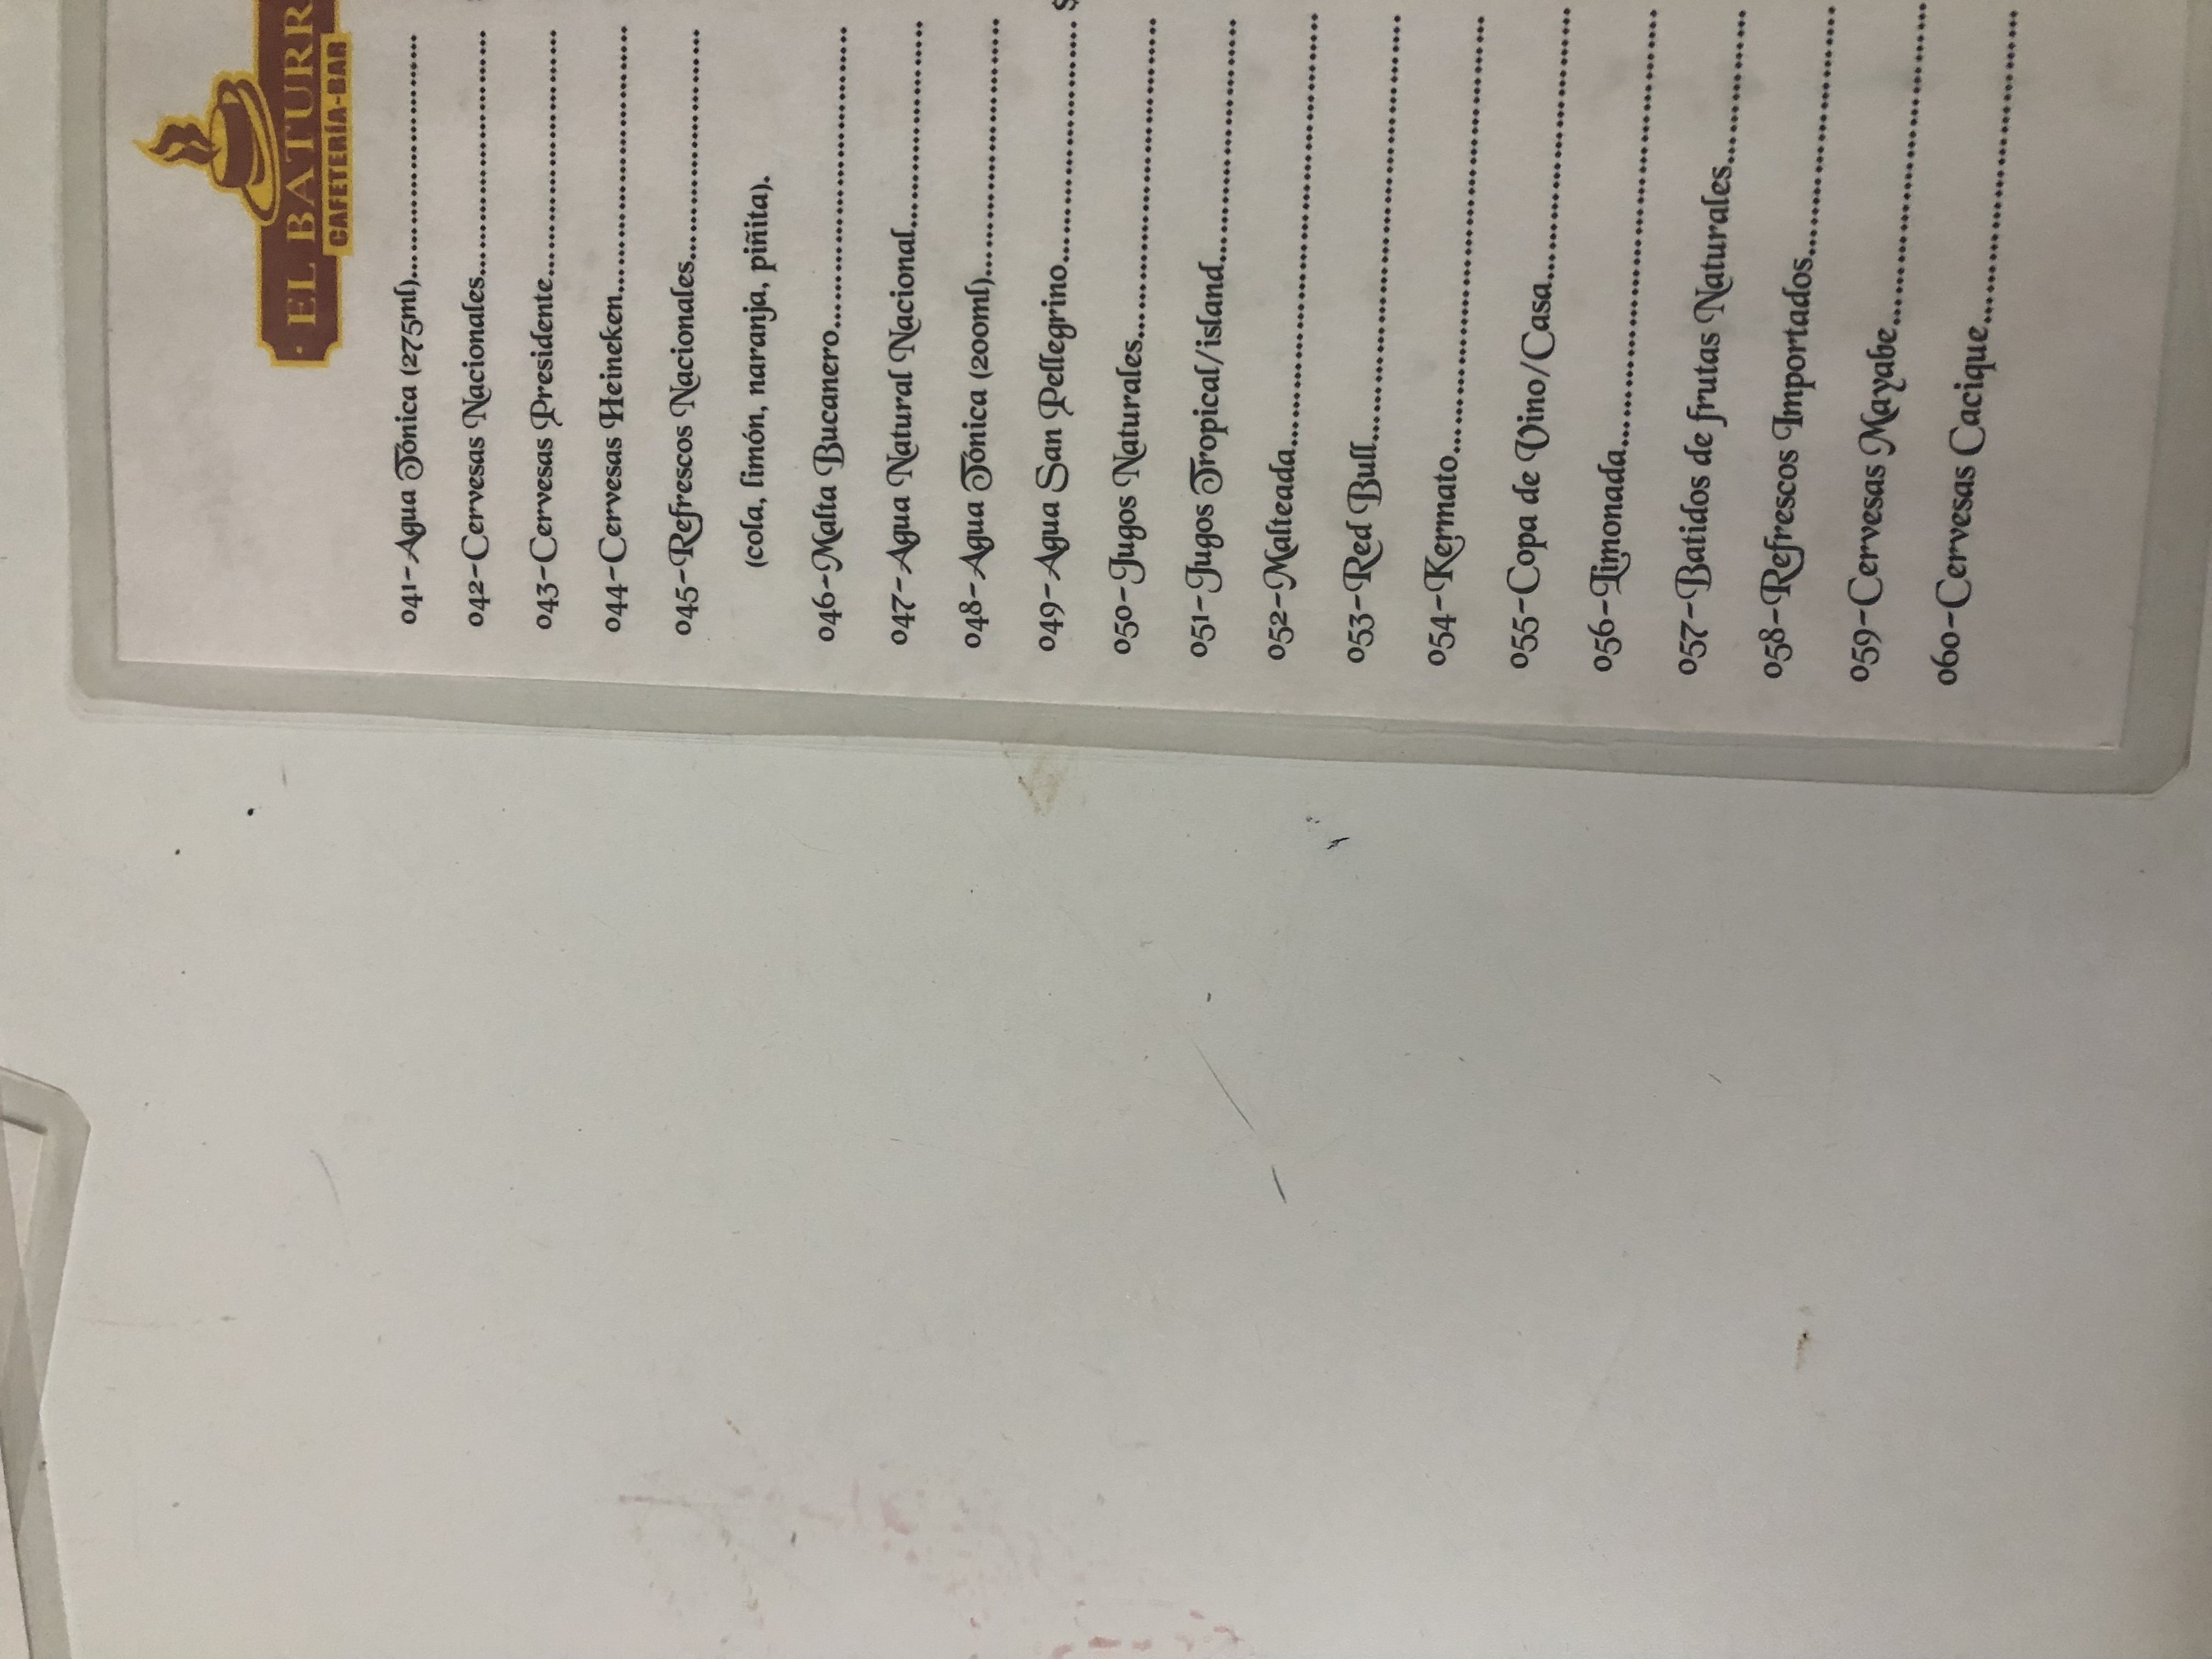 EL BATURR
CAFETERÍA-BAR
041-Agua Tónica (275ml)...........................
042-Cervesas Nacionales...........................
043-Cervesas Presidente...........................
044-Cervesas Heineken.............................
045-Refrescos Nacionales..........................
(cola, limón, naranja, piñita).
046-Malta Bucanero................................
047-Agua Natural Nacional.......................
048-Agua Tónica (200ml)...........................
049-Agua San Pellegrino........................... $
050-Jugos Naturales.................................
051-Jugos Tropical/island..........................
052-Malteada.............................................
053-Red Bull.............................................
054-Kermato.............................................
055-Copa de Vino/Casa............................
056-Limonada...........................................
057-Batidos de frutas Naturales................
058-Refrescos Importados.........................
059-Cervesas Mayabe................................
060-Cervesas Cacique................................